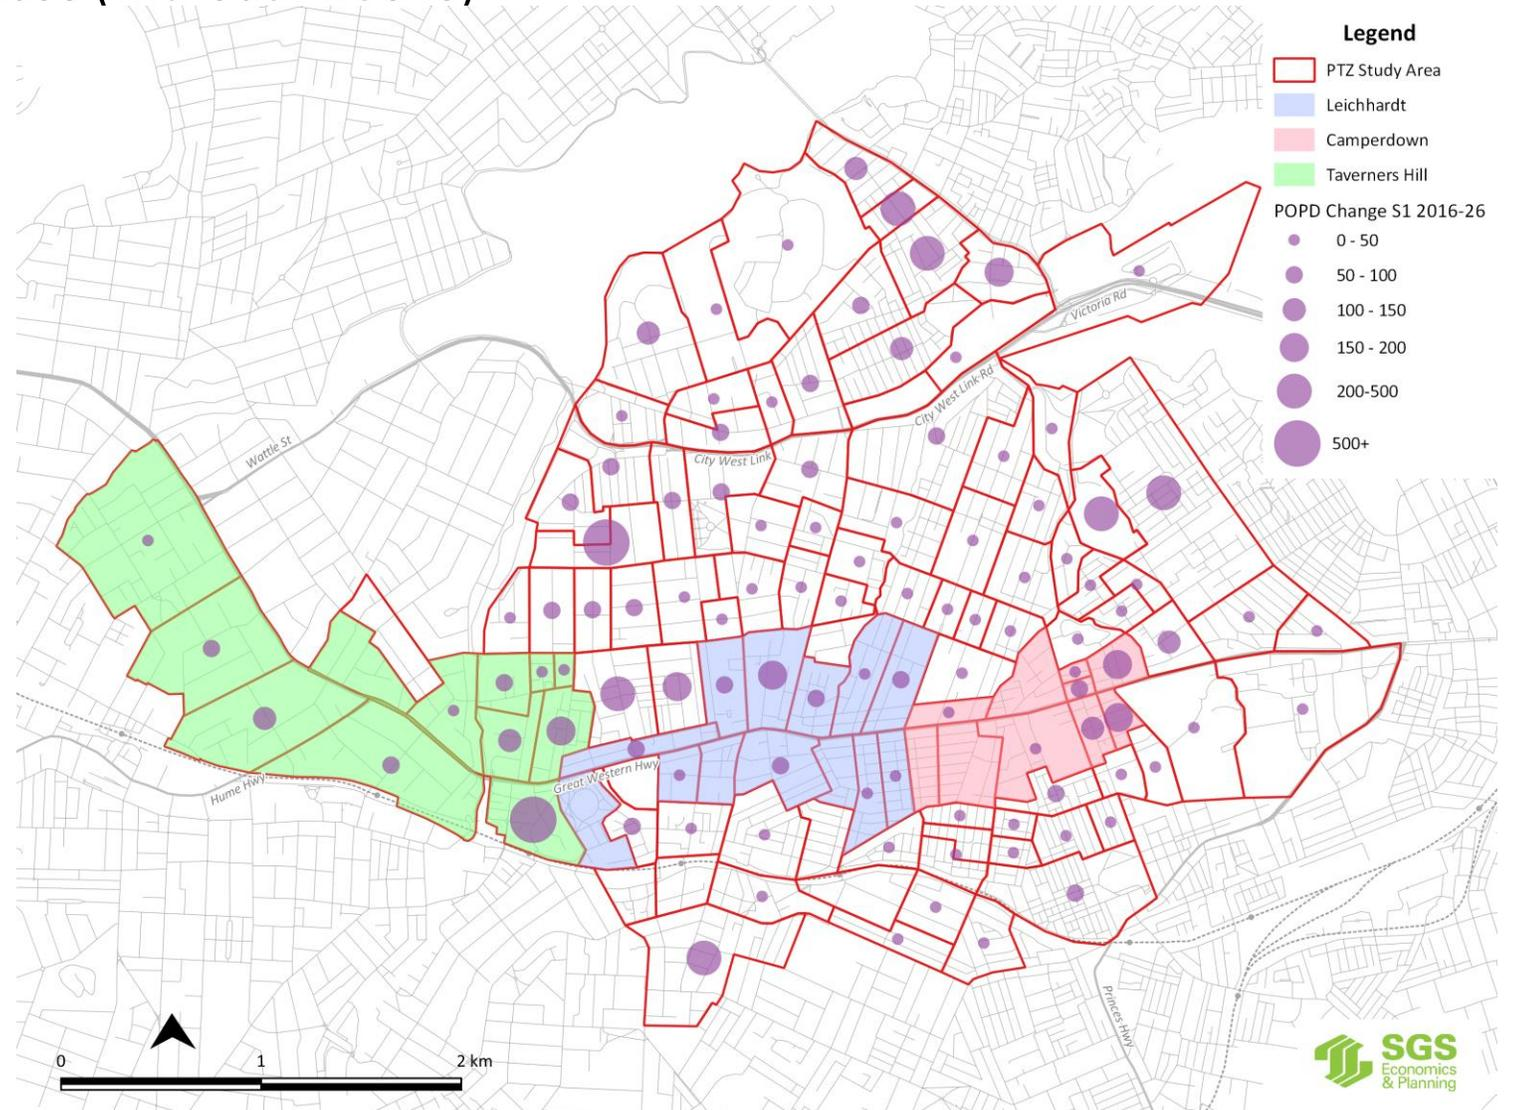 Legend
PTZ Study Area
Leichhardt
Camperdown
Taverners Hill
POPD Change S1 2016-26
0 - 50
50 - 100
100 - 150
150 - 200
200-500
500+
Victoria Rd
City West Link Rd
Wattle St
City West Link
Great Western Hwy
Hume Hwy
Princes Hwy
0 1 2 km
SGS
Economics
& Planning